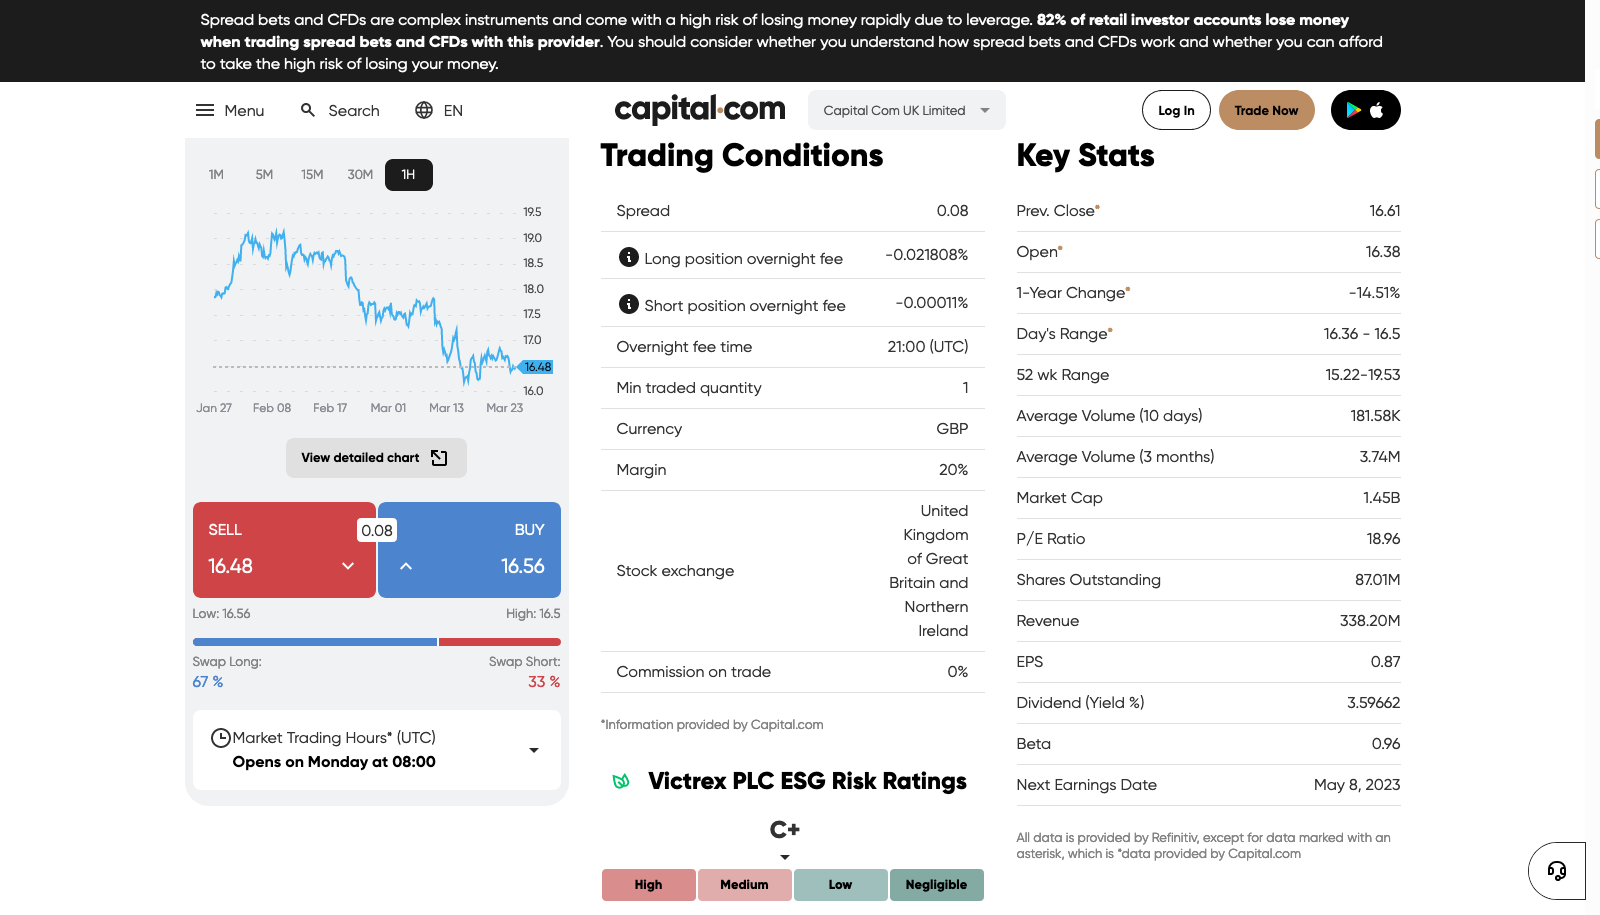 Spread bets and CFDs are complex instruments and come with a high risk of losing money rapidly due to leverage. 82% of retail investor accounts lose money
when trading spread bets and CFDs with this provider. You should consider whether you understand how spread bets and CFDs work and whether you can afford
to take the high risk of losing your money.
Menu
Search
EN
capital.com
Capital Com UK Limited
Log In
Trade Now
1M 5M 15M 30M 1H
19.5
19.0
18.5
18.0
17.5
17.0
16.48
16.0
Jan 27 Feb 08 Feb 17 Mar 01 Mar 13 Mar 23
View detailed chart
SELL
16.48
0.08
BUY
16.56
Low: 16.56
High: 16.5
Swap Long:
67 %
Swap Short:
33 %
Market Trading Hours* (UTC)
Opens on Monday at 08:00
Trading Conditions
Spread 0.08
Long position overnight fee -0.021808%
Short position overnight fee -0.00011%
Overnight fee time 21:00 (UTC)
Min traded quantity 1
Currency GBP
Margin 20%
Stock exchange
United
Kingdom
of Great
Britain and
Northern
Ireland
Commission on trade 0%
*Information provided by Capital.com
Victrex PLC ESG Risk Ratings
C+
High Medium Low Negligible
Key Stats
Prev. Close* 16.61
Open* 16.38
1-Year Change* -14.51%
Day's Range* 16.36 - 16.5
52 wk Range 15.22-19.53
Average Volume (10 days) 181.58K
Average Volume (3 months) 3.74M
Market Cap 1.45B
P/E Ratio 18.96
Shares Outstanding 87.01M
Revenue 338.20M
EPS 0.87
Dividend (Yield %) 3.59662
Beta 0.96
Next Earnings Date May 8, 2023
All data is provided by Refinitiv, except for data marked with an
asterisk, which is *data provided by Capital.com